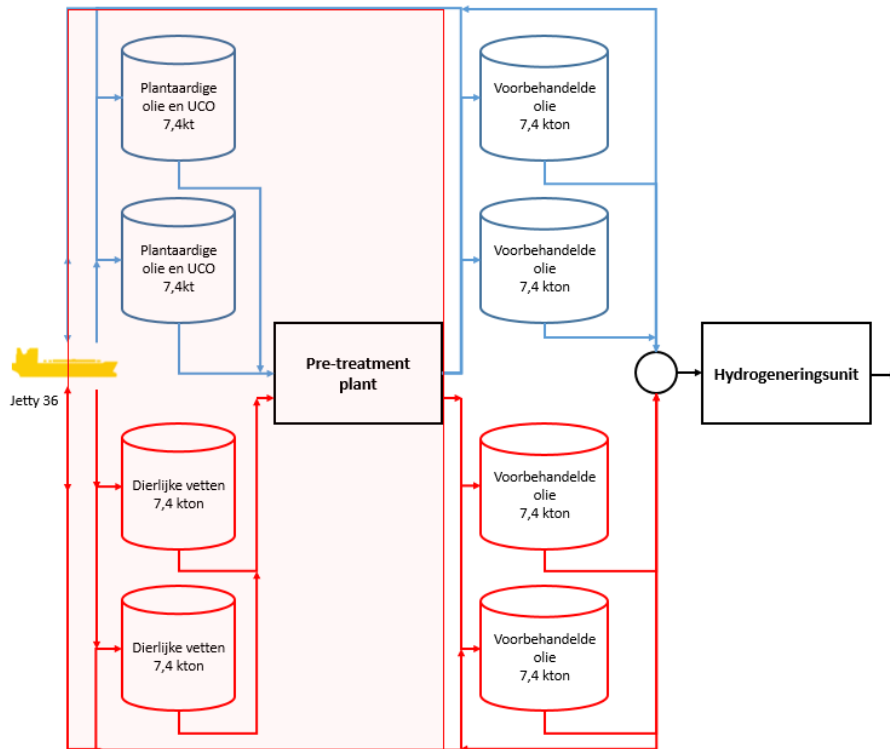 Plantaardige
olie en UCO
7,4kt
Voorbehandelde
olie
7,4 kton
Plantaardige
olie en UCO
7,4kt
Voorbehandelde
olie
7,4 kton
Jetty 36
Pre-treatment
plant
Hydrogeneringsunit
Dierlijke vetten
7,4 kton
Voorbehandelde
olie
7,4 kton
Dierlijke vetten
7,4 kton
Voorbehandelde
olie
7,4 kton